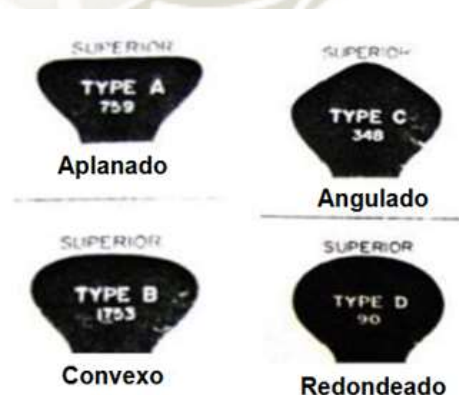 SUPERIOR
TYPE A
759
Aplanado
SUPERIOR
TYPE C
348
Angulado
SUPERIOR
TYPE B
1753
Convexo
SUPERIOR
TYPE D
90
Redondeado